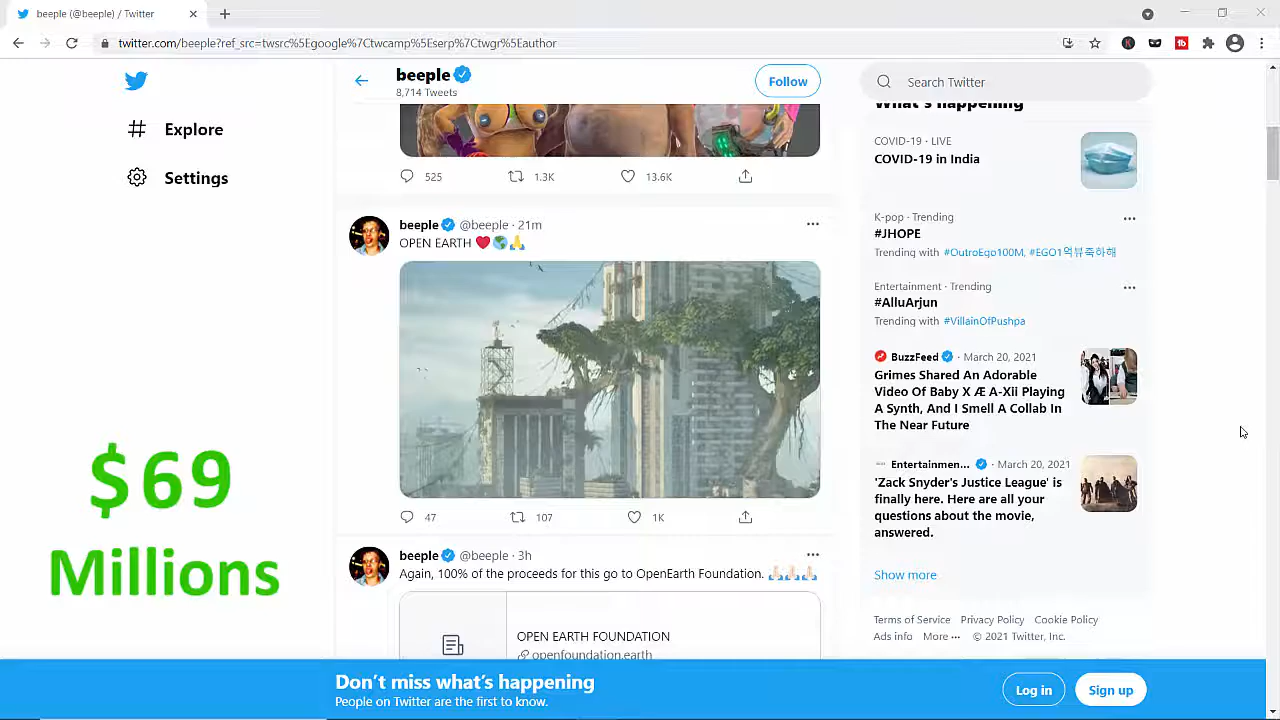 beeple (@beeple) / Twitter
twitter.com/beeple?ref_src=twsrc%5Egoogle%7Ctwcamp%5Eserp%7Ctwgr%5Eauthor
Explore
Settings
$69
Millions
beeple
8,714 Tweets
Follow
525
1.3K
13.6K
beeple @beeple · 21m
OPEN EARTH ❤️🌎🙏
47
107
1K
beeple @beeple · 3h
Again, 100% of the proceeds for this go to OpenEarth Foundation. 🙏🏻🙏🏻🙏🏻
OPEN EARTH FOUNDATION
openfoundation.earth
Search Twitter
What's happening
COVID-19 · LIVE
COVID-19 in India
K-pop · Trending
#JHOPE
Trending with #OutroEgo100M, #EGO1억뷰축하해
Entertainment · Trending
#AlluArjun
Trending with #VillainOfPushpa
BuzzFeed · March 20, 2021
Grimes Shared An Adorable
Video Of Baby X Æ A-Xii Playing
A Synth, And I Smell A Collab In
The Near Future
Entertainmen... · March 20, 2021
'Zack Snyder's Justice League' is
finally here. Here are all your
questions about the movie,
answered.
Show more
Terms of Service Privacy Policy Cookie Policy
Ads info More ··· © 2021 Twitter, Inc.
Don't miss what's happening
People on Twitter are the first to know.
Log in
Sign up